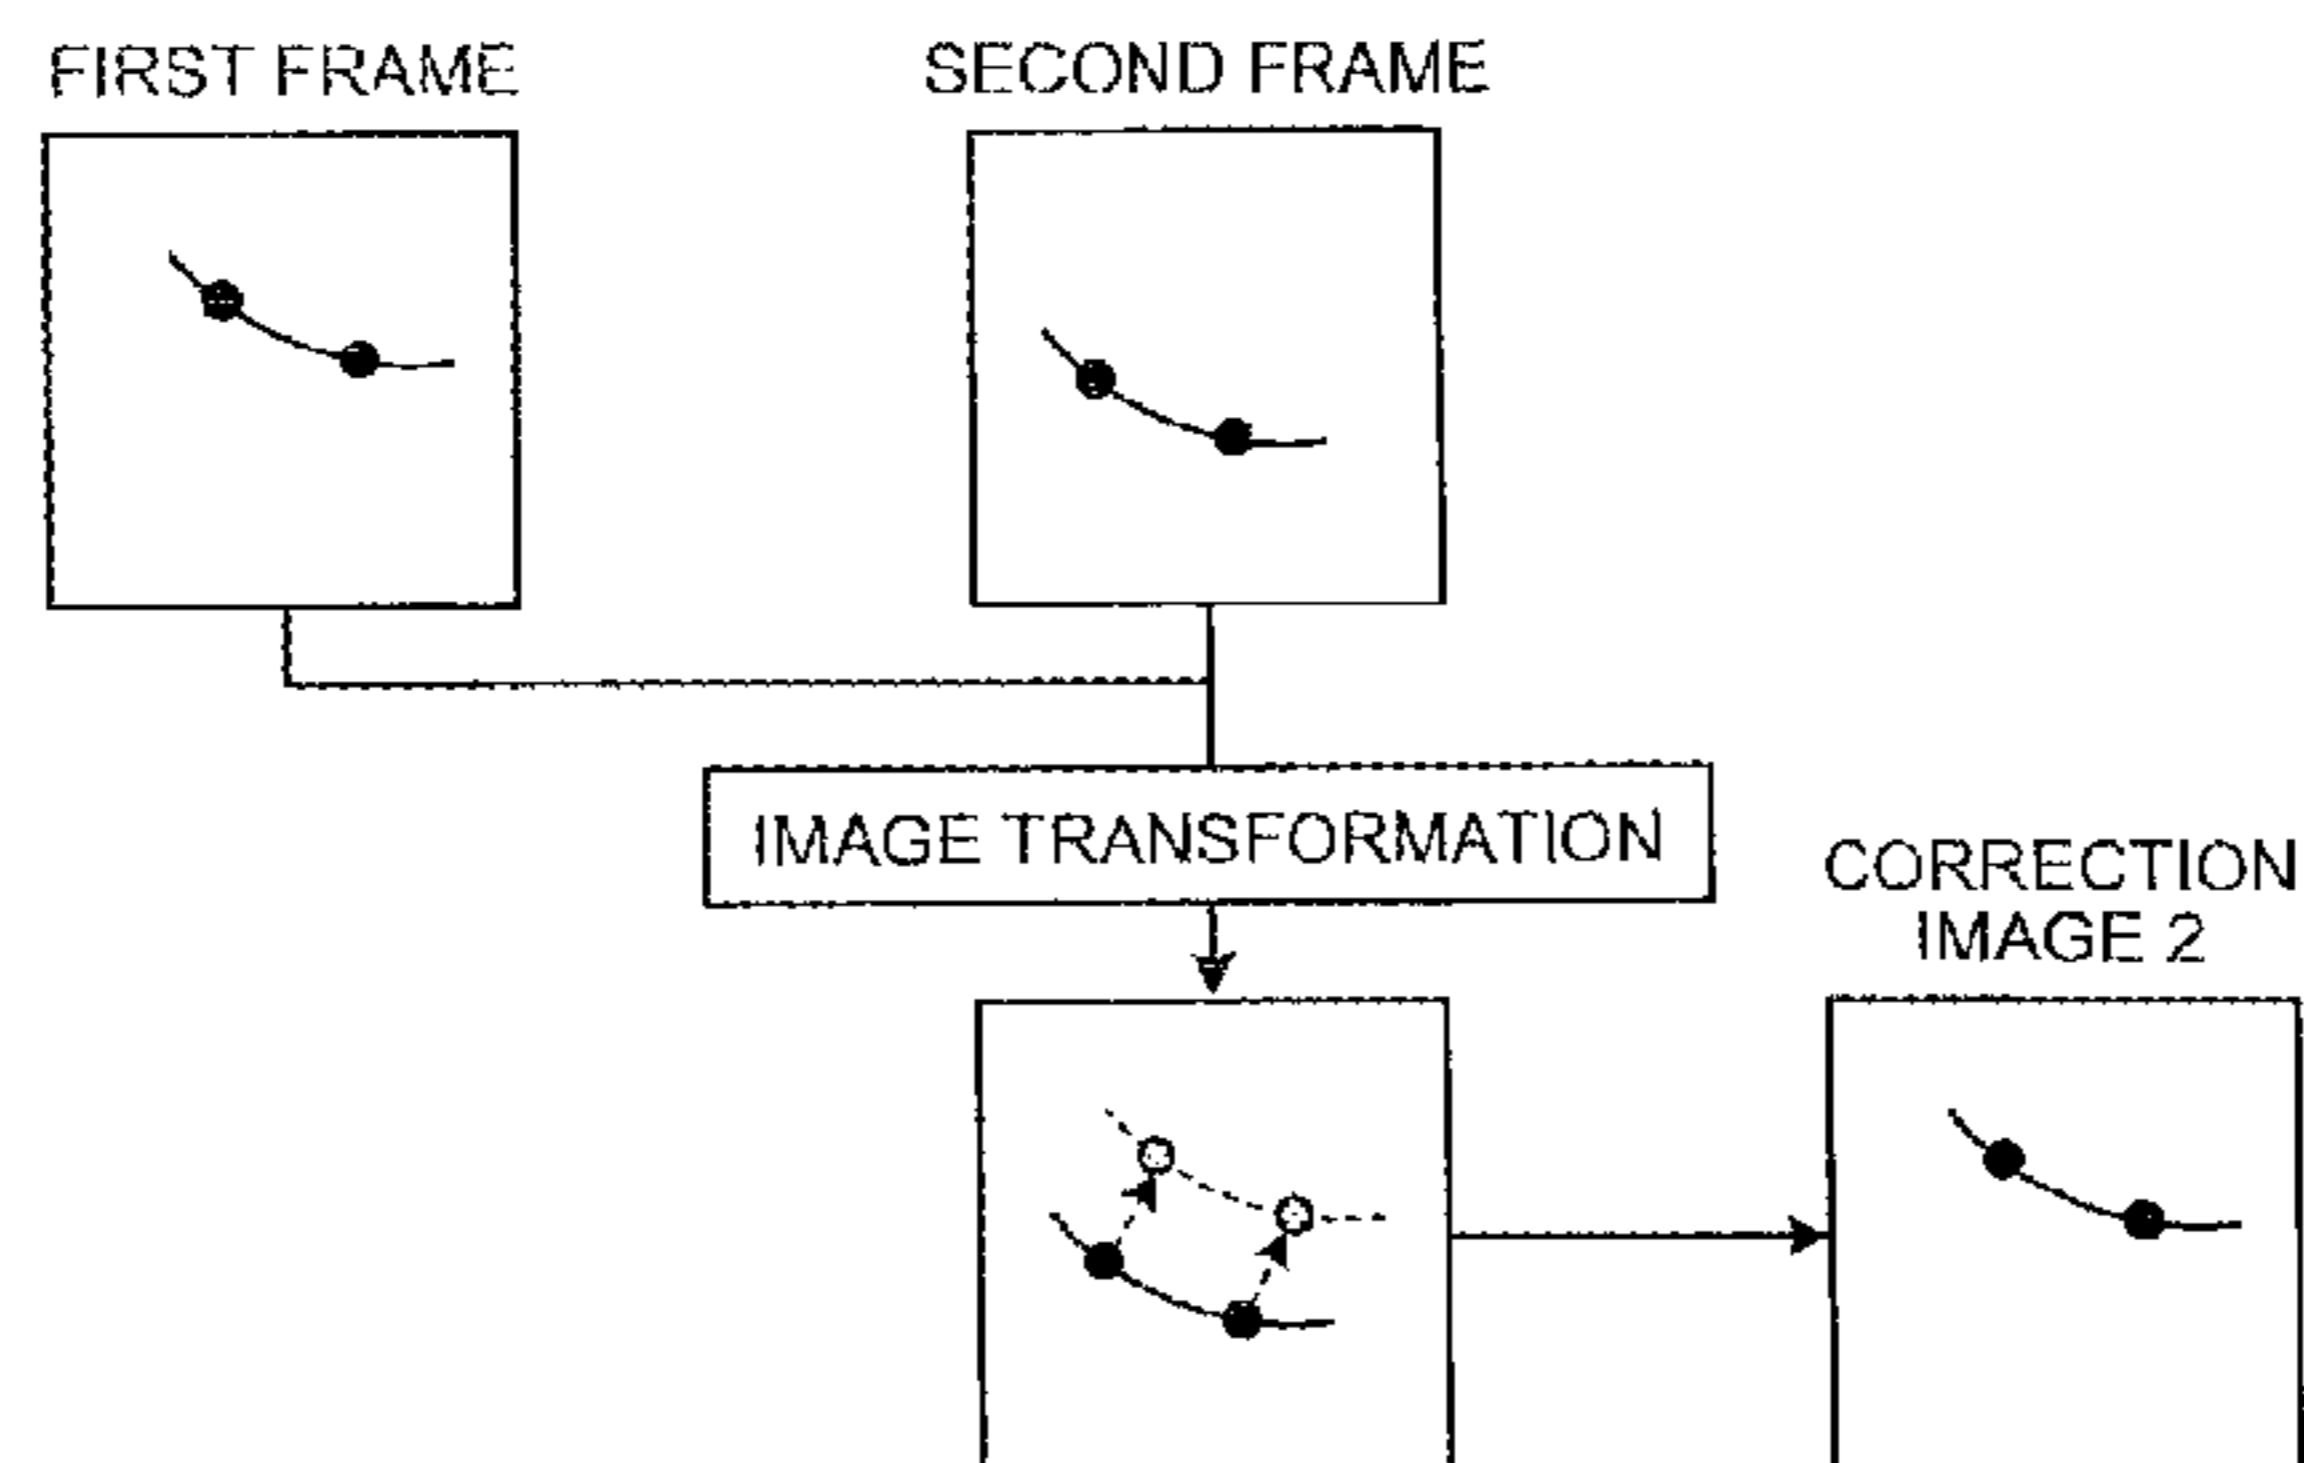 FIRST FRAME
SECOND FRAME
IMAGE TRANSFORMATION
CORRECTION
IMAGE 2